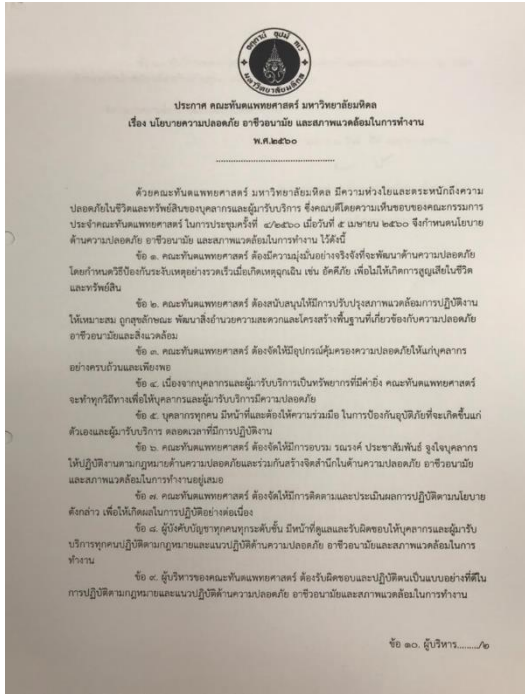 อตฺตานํ อุปมํ กเร
มหาวิทยาลัยมหิดล
ประกาศ คณะทันตแพทยศาสตร์ มหาวิทยาลัยมหิดล
เรื่อง นโยบายความปลอดภัย อาชีวอนามัย และสภาพแวดล้อมในการทำงาน
พ.ศ.๒๕๖๐
ด้วยคณะทันตแพทยศาสตร์ มหาวิทยาลัยมหิดล มีความห่วงใยและตระหนักถึงความ
ปลอดภัยในชีวิตและทรัพย์สินของบุคลากรและผู้มารับบริการ ซึ่งคณบดีโดยความเห็นชอบของคณะกรรมการ
ประจำคณะทันตแพทยศาสตร์ ในการประชุมครั้งที่ ๔/๒๕๖๐ เมื่อวันที่ ๕ เมษายน ๒๕๖๐ จึงกำหนดนโยบาย
ด้านความปลอดภัย อาชีวอนามัย และสภาพแวดล้อมในการทำงาน ไว้ดังนี้
ข้อ ๑. คณะทันตแพทยศาสตร์ ต้องมีความมุ่งมั่นอย่างจริงจังที่จะพัฒนาด้านความปลอดภัย
โดยกำหนดวิธีป้องกันระงับเหตุอย่างรวดเร็วเมื่อเกิดเหตุฉุกเฉิน เช่น อัคคีภัย เพื่อไม่ให้เกิดการสูญเสียในชีวิต
และทรัพย์สิน
ข้อ ๒. คณะทันตแพทยศาสตร์ ต้องสนับสนุนให้มีการปรับปรุงสภาพแวดล้อมการปฏิบัติงาน
ให้เหมาะสม ถูกสุขลักษณะ พัฒนาสิ่งอำนวยความสะดวกและโครงสร้างพื้นฐานที่เกี่ยวข้องกับความปลอดภัย
อาชีวอนามัยและสิ่งแวดล้อม
ข้อ ๓. คณะทันตแพทยศาสตร์ ต้องจัดให้มีอุปกรณ์คุ้มครองความปลอดภัยให้แก่บุคลากร
อย่างครบถ้วนและเพียงพอ
ข้อ ๔. เนื่องจากบุคลากรและผู้มารับบริการเป็นทรัพยากรที่มีค่ายิ่ง คณะทันตแพทยศาสตร์
จะทำทุกวิถีทางเพื่อให้บุคลากรและผู้มารับบริการมีความปลอดภัย
ข้อ ๕. บุคลากรทุกคน มีหน้าที่และต้องให้ความร่วมมือ ในการป้องกันอุบัติภัยที่จะเกิดขึ้นแก่
ตัวเองและผู้มารับบริการ ตลอดเวลาที่มีการปฏิบัติงาน
ข้อ ๖. คณะทันตแพทยศาสตร์ ต้องจัดให้มีการอบรม รณรงค์ ประชาสัมพันธ์ จูงใจบุคลากร
ให้ปฏิบัติงานตามกฎหมายด้านความปลอดภัยและร่วมกันสร้างจิตสำนึกในด้านความปลอดภัย อาชีวอนามัย
และสภาพแวดล้อมในการทำงานอยู่เสมอ
ข้อ ๗. คณะทันตแพทยศาสตร์ ต้องจัดให้มีการติดตามและประเมินผลการปฏิบัติตามนโยบาย
ดังกล่าว เพื่อให้เกิดผลในการปฏิบัติอย่างต่อเนื่อง
ข้อ ๘. ผู้บังคับบัญชาทุกคนทุกระดับชั้น มีหน้าที่ดูแลและรับผิดชอบให้บุคลากรและผู้มารับ
บริการทุกคนปฏิบัติตามกฎหมายและแนวปฏิบัติด้านความปลอดภัย อาชีวอนามัยและสภาพแวดล้อมในการ
ทำงาน
ข้อ ๙. ผู้บริหารของคณะทันตแพทยศาสตร์ ต้องรับผิดชอบและปฏิบัติตนเป็นแบบอย่างที่ดีใน
การปฏิบัติตามกฎหมายและแนวปฏิบัติด้านความปลอดภัย อาชีวอนามัยและสภาพแวดล้อมในการทำงาน
ข้อ ๑๐. ผู้บริหาร......../๒